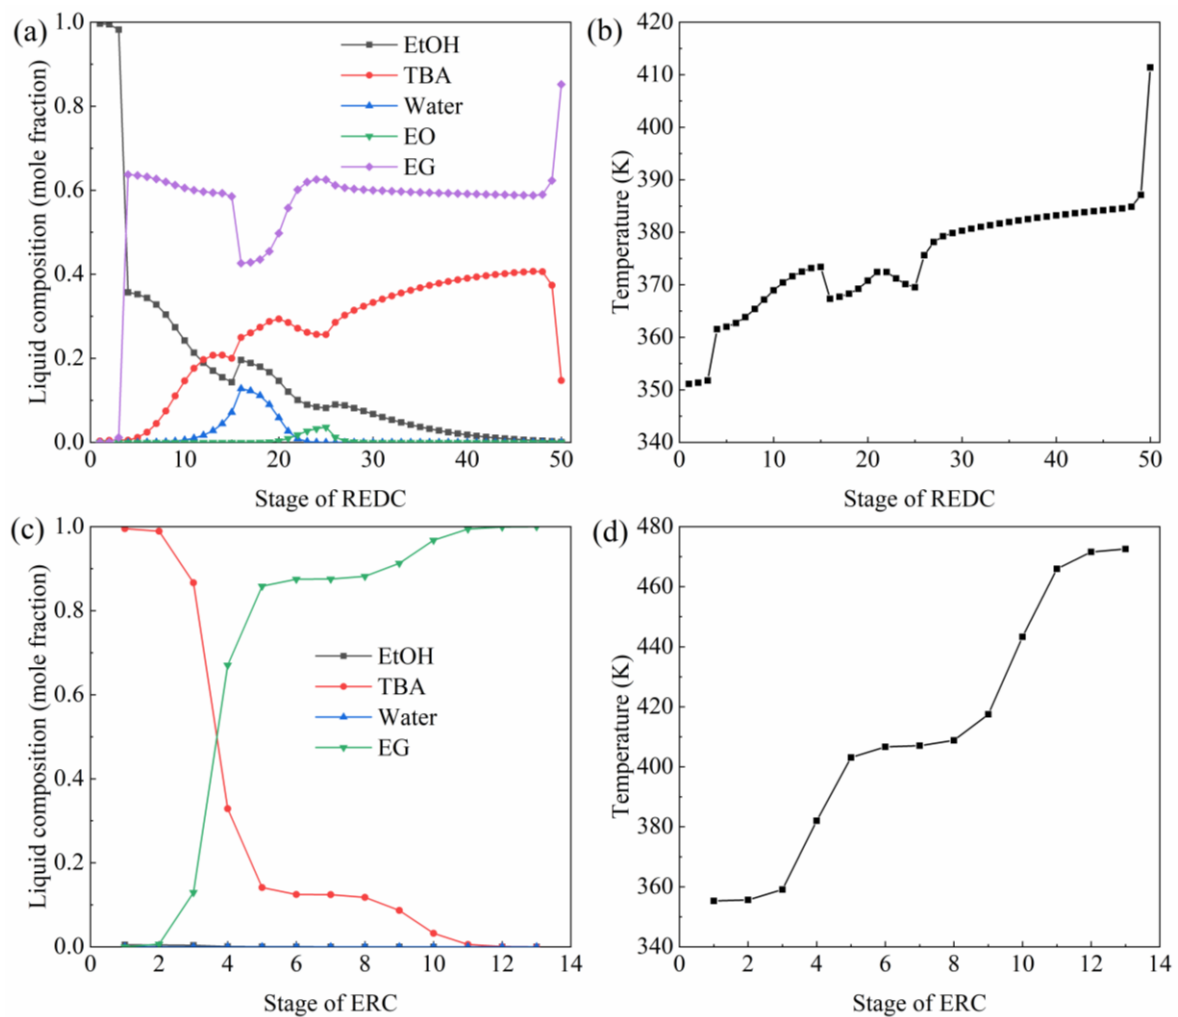 (a)
1.0
0.8
0.6
0.4
0.2
0.0
0 10 20 30 40 50
Liquid composition (mole fraction)
Stage of REDC
EtOH
TBA
Water
EO
EG
(b)
420
410
400
390
380
370
360
350
340
0 10 20 30 40 50
Temperature (K)
Stage of REDC
(c)
1.0
0.8
0.6
0.4
0.2
0.0
0 2 4 6 8 10 12 14
Liquid composition (mole fraction)
Stage of ERC
EtOH
TBA
Water
EG
(d)
480
460
440
420
400
380
360
340
0 2 4 6 8 10 12 14
Temperature (K)
Stage of ERC